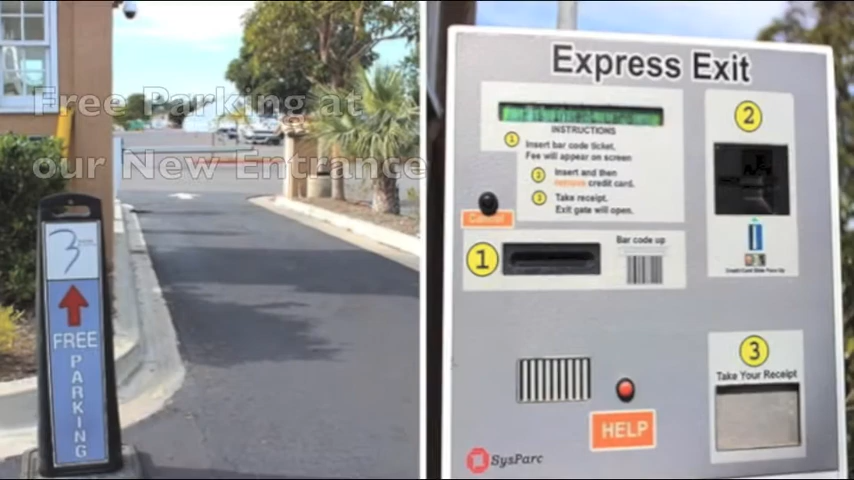 Free Parking at
our New Entrance
3
FREE
PARKING
Express Exit
INSTRUCTIONS
1 Insert bar code ticket.
Fee will appear on screen
2 Insert and then
remove credit card.
3 Take receipt.
Exit gate will open.
Cancel
1
Bar code up
2
3
Take Your Receipt
HELP
SysParc